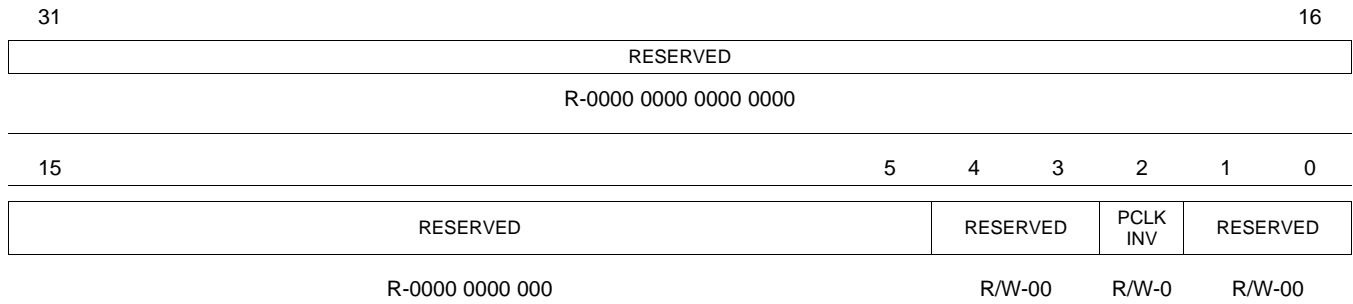 31 16
RESERVED
R-0000 0000 0000 0000
15 5 4 3 2 1 0
RESERVED RESERVED PCLK INV RESERVED
R-0000 0000 000 R/W-00 R/W-0 R/W-00